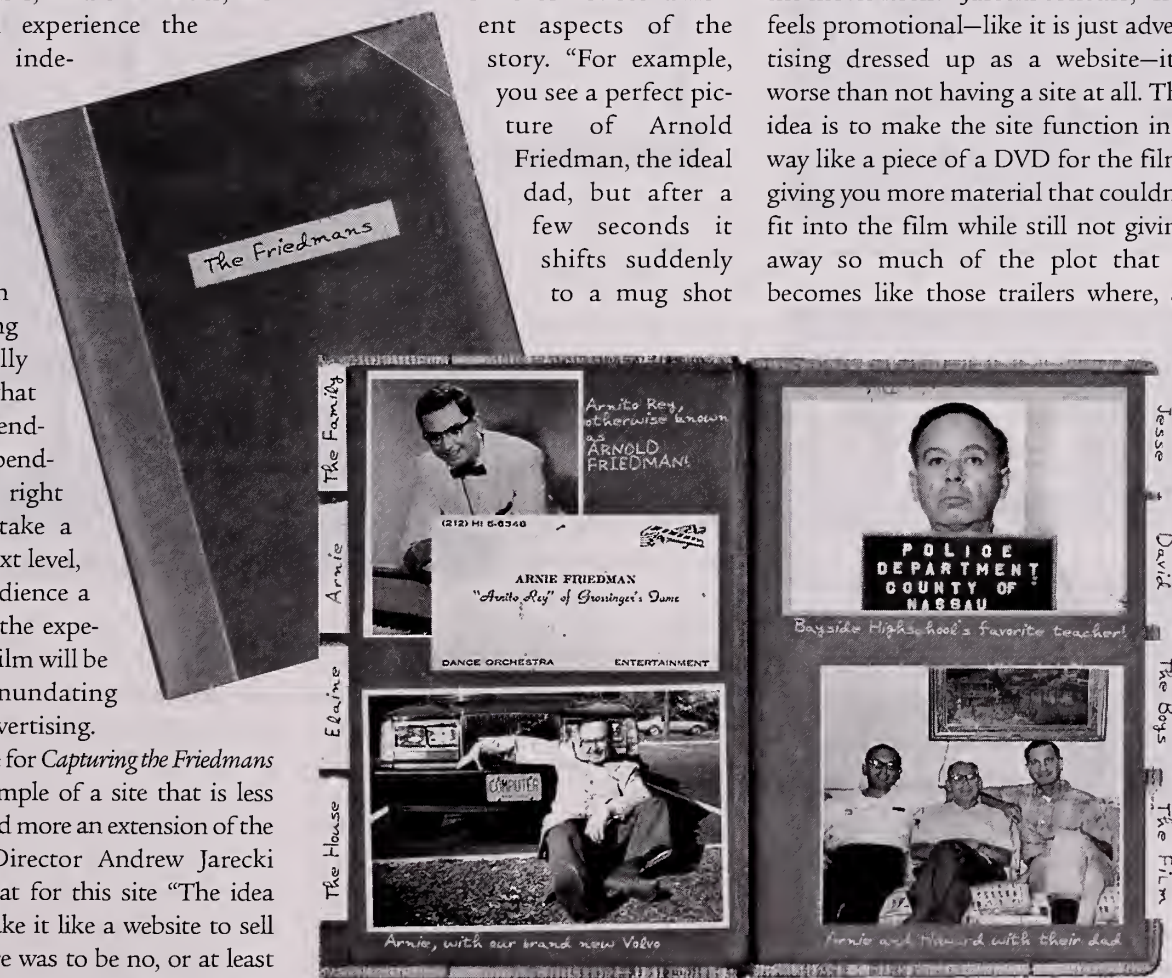 experience the
inde-
ent aspects of the
story. “For example,
you see a perfect pic-
ture of Arnold
Friedman, the ideal
dad, but after a
few seconds it
shifts suddenly
to a mug shot
feels promotional—like it is just adve
tising dressed up as a website—it
worse than not having a site at all. Th
idea is to make the site function in
way like a piece of a DVD for the film
giving you more material that couldn
fit into the film while still not givin
away so much of the plot that
becomes like those trailers where,
ng
lly
hat
end-
pend-
right
take a
xt level,
dience a
the expe-
ilm will be
nundating
vertising.
for Capturing the Friedmans
mple of a site that is less
d more an extension of the
Director Andrew Jarecki
at for this site “The idea
ke it like a website to sell
re was to be no, or at least
The Friedmans
The Family
Arnie
Elaine
The House
Arnito Rey,
otherwise known
as
ARNOLD
FRIEDMAN!
(212) HI 5-6346
ARNIE FRIEDMAN
"Arnito Rey" of Grossinger's Fame
DANCE ORCHESTRA ENTERTAINMENT
COMPUTER
Arnie, with our brand new Volvo
POLICE
DEPARTMENT
COUNTY OF
NASSAU
Bayside Highschool's favorite teacher!
Arnie and Howard with their dad
Jesse
David
The Boys
The Film